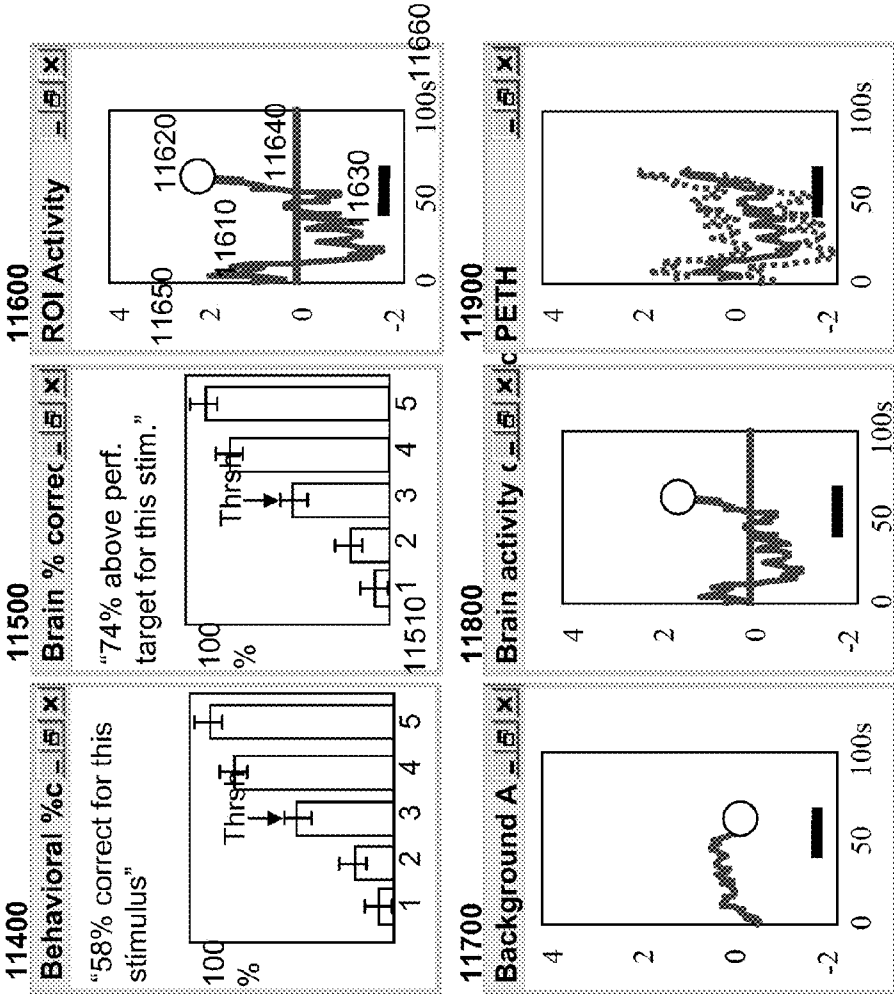 11400
Behavioral %c
“58% correct for this
stimulus”
100
%
Thrsh
1 2 3 4 5
11500
Brain % correc
“74% above perf.
target for this stim.”
100
%
Thrsh
11510
1 2 3 4 5
11600
ROI Activity
4
11650
2
0
-2
11610
11620
11640
11630
0 50 100s
11660
11700
Background A
4
2
0
-2
0 50 100s
11800
Brain activity c
4
2
0
-2
0 50 100s
11900
c PETH
4
2
0
-2
0 50 100s